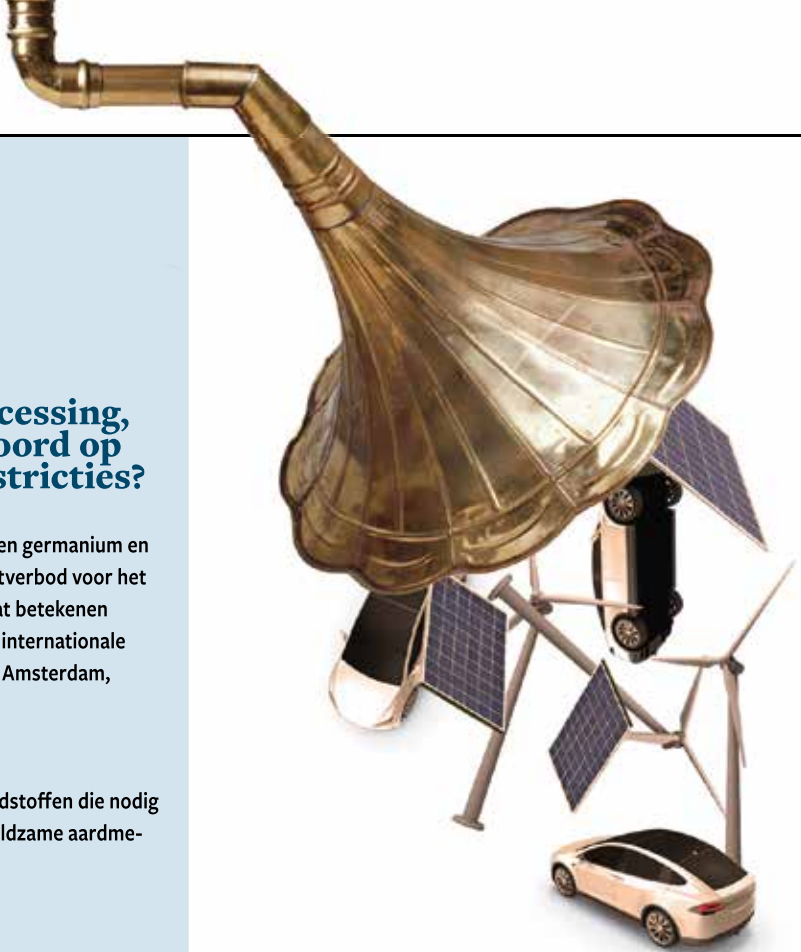 cessing,
oord op
stricties?
en germanium en
tverbod voor het
at betekenen
internationale
Amsterdam,
dstoffen die nodig
ldzame aardme-